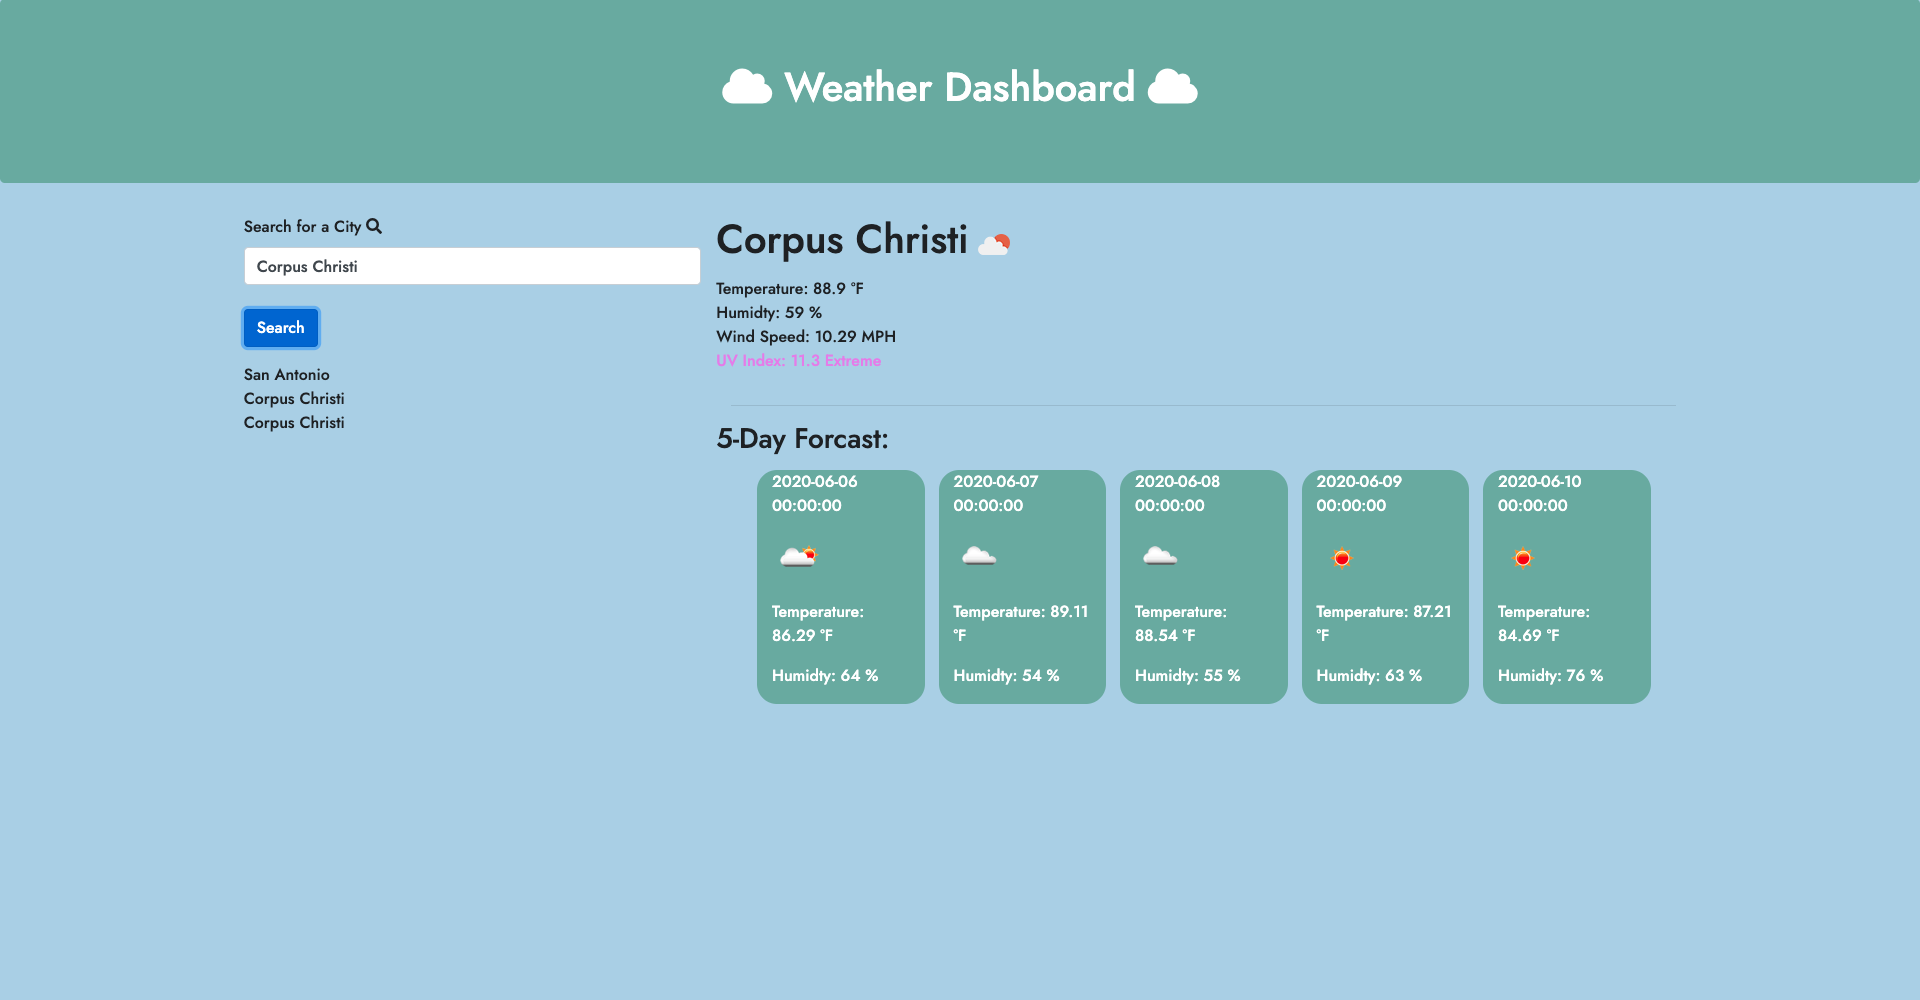 Weather Dashboard
Search for a City
Corpus Christi
Search
San Antonio
Corpus Christi
Corpus Christi
Corpus Christi
Temperature: 88.9 °F
Humidty: 59 %
Wind Speed: 10.29 MPH
UV Index: 11.3 Extreme
5-Day Forcast:
2020-06-06
00:00:00
Temperature:
86.29 °F
Humidty: 64 %
2020-06-07
00:00:00
Temperature: 89.11
°F
Humidty: 54 %
2020-06-08
00:00:00
Temperature:
88.54 °F
Humidty: 55 %
2020-06-09
00:00:00
Temperature: 87.21
°F
Humidty: 63 %
2020-06-10
00:00:00
Temperature:
84.69 °F
Humidty: 76 %